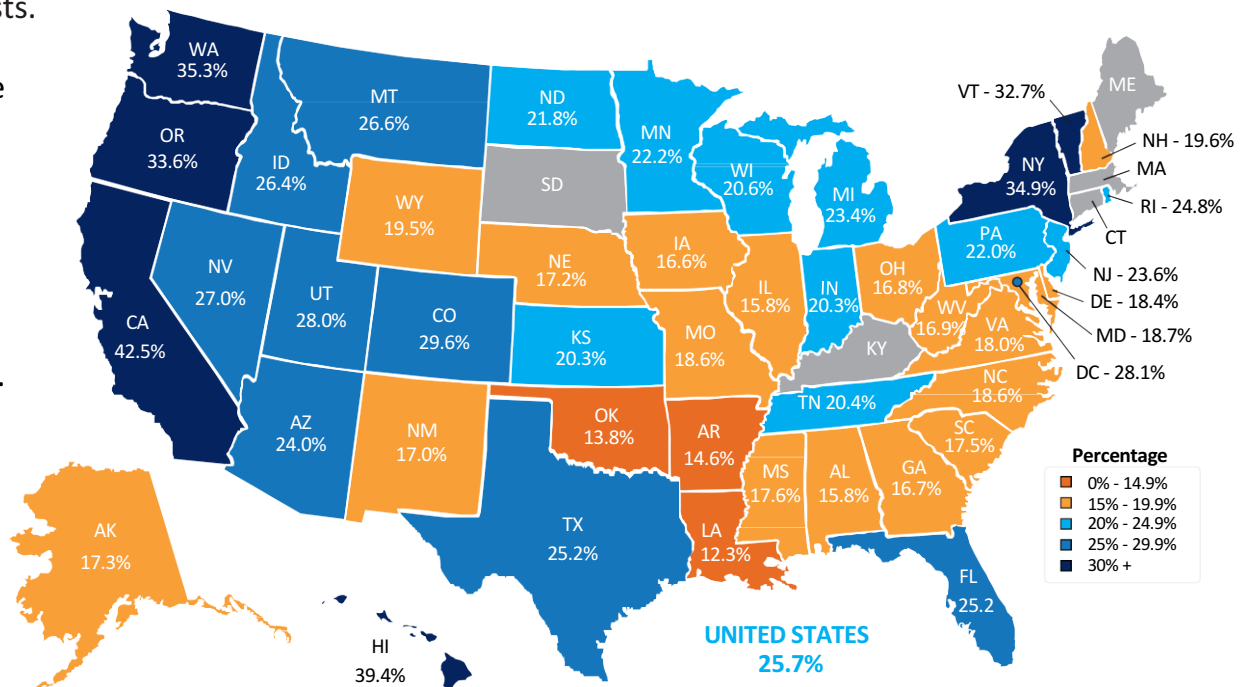 sts.
e
.
WA
35.3%
OR
33.6%
CA
42.5%
ID
26.4%
NV
27.0%
MT
26.6%
WY
19.5%
UT
28.0%
CO
29.6%
AZ
24.0%
NM
17.0%
ND
21.8%
SD
NE
17.2%
KS
20.3%
OK
13.8%
TX
25.2%
MN
22.2%
IA
16.6%
MO
18.6%
AR
14.6%
LA
12.3%
WI
20.6%
IL
15.8%
MI
23.4%
IN
20.3%
OH
16.8%
KY
TN 20.4%
MS
17.6%
AL
15.8%
GA
16.7%
FL
25.2
SC
17.5%
NC
18.6%
VA
18.0%
WV
16.9%
PA
22.0%
NY
34.9%
VT - 32.7%
ME
NH - 19.6%
MA
RI - 24.8%
CT
NJ - 23.6%
DE - 18.4%
MD - 18.7%
DC - 28.1%
AK
17.3%
HI
39.4%
UNITED STATES
25.7%
Percentage
0% - 14.9%
15% - 19.9%
20% - 24.9%
25% - 29.9%
30% +